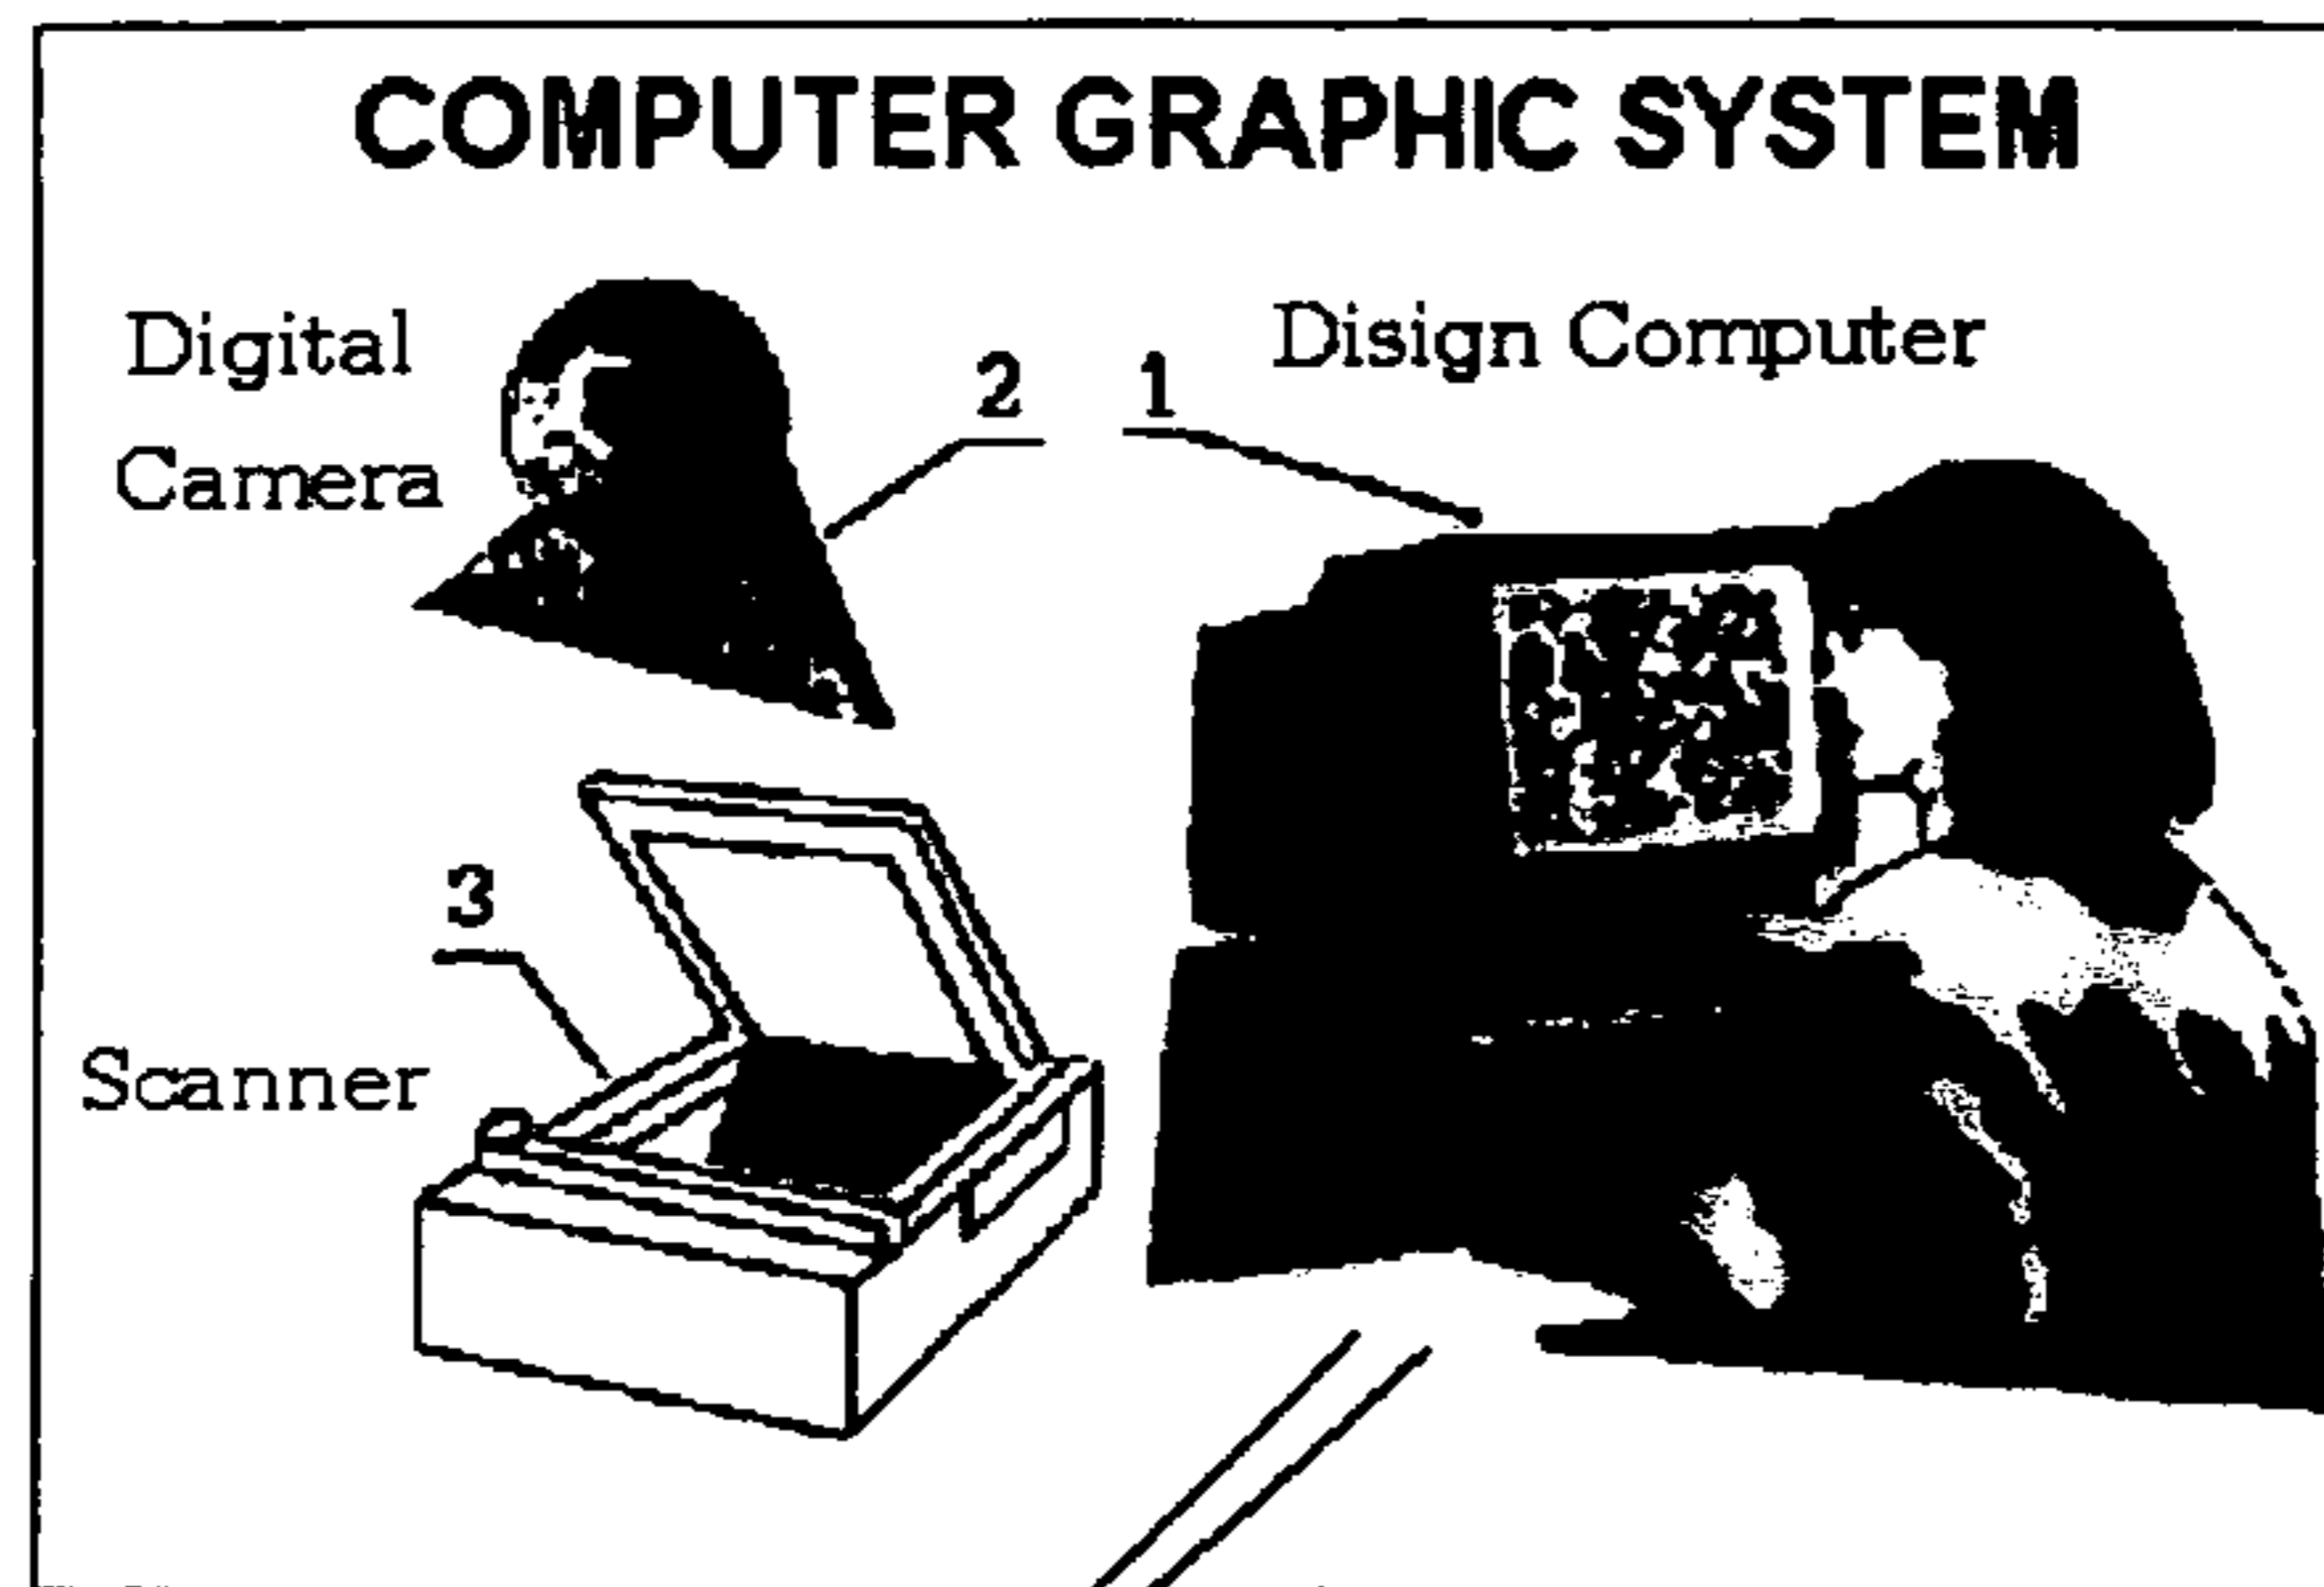 COMPUTER GRAPHIC SYSTEM
Digital
Camera
2
1
Disign Computer
3
Scanner